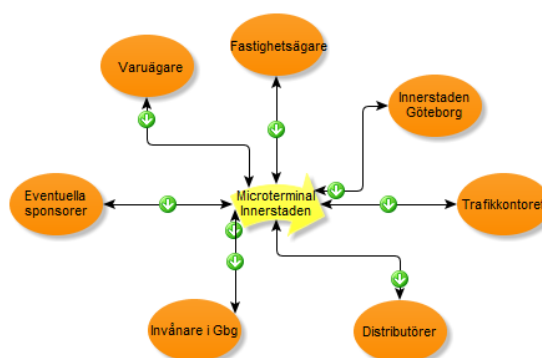 Fastighetsägare
Varuägare
Innerstaden
Göteborg
Eventuella
sponsorer
Microterminal
Innerstaden
Trafikkontoret
Invånare i Gbg
Distributörer